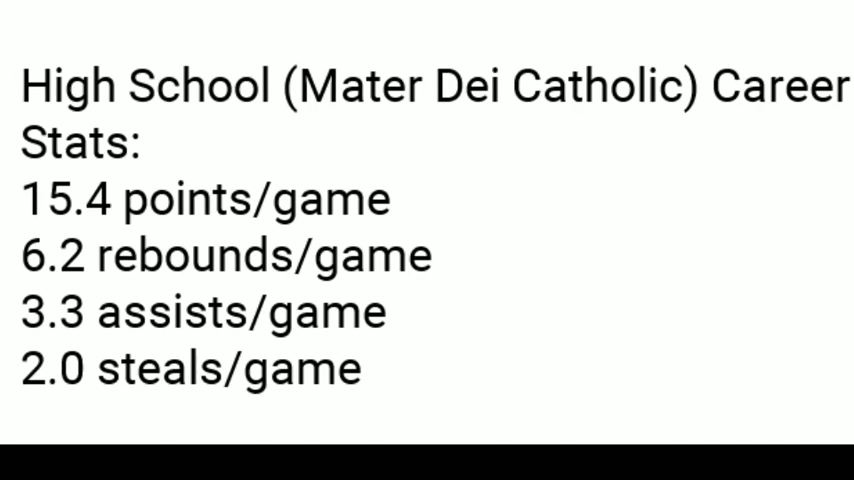 High School (Mater Dei Catholic) Career
Stats:
15.4 points/game
6.2 rebounds/game
3.3 assists/game
2.0 steals/game